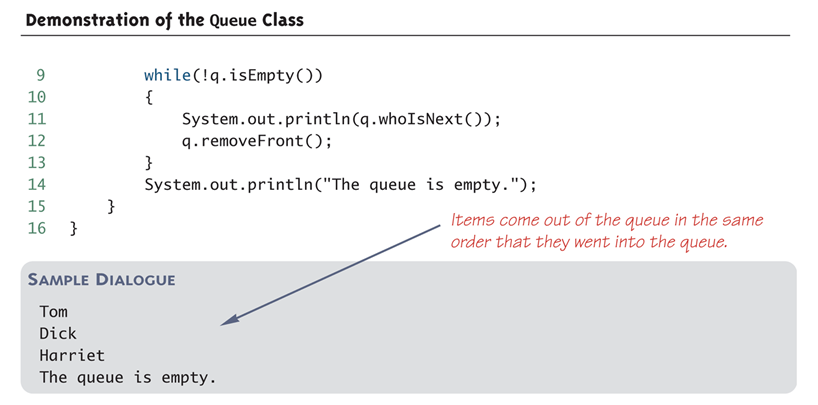 Demonstration of the Queue Class
9 while(!q.isEmpty())
10 {
11 System.out.println(q.whoIsNext());
12 q.removeFront();
13 }
14 System.out.println("The queue is empty.");
15 }
16 }
Items come out of the queue in the same
order that they went into the queue.
SAMPLE DIALOGUE
Tom
Dick
Harriet
The queue is empty.